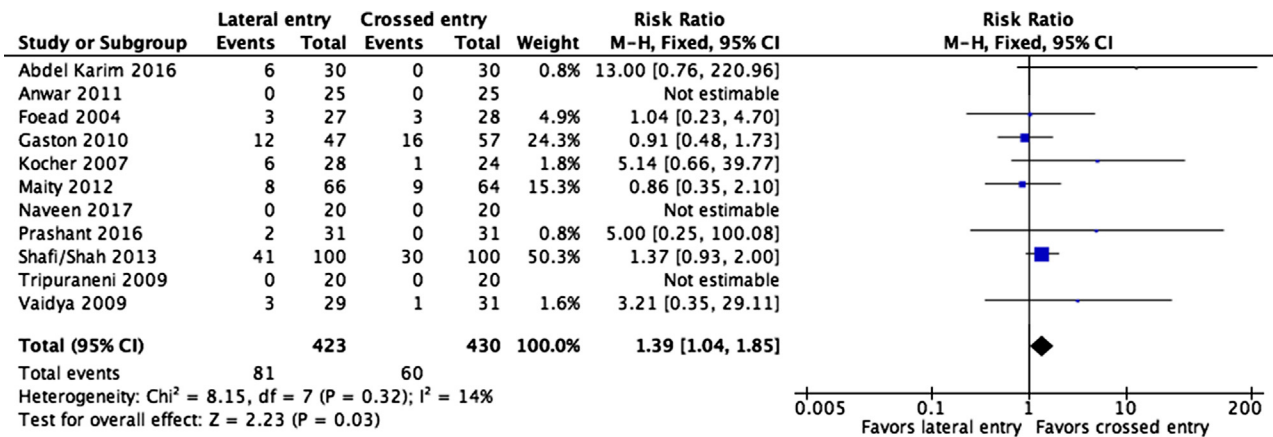 Lateral entry Crossed entry Risk Ratio Risk Ratio
Study or Subgroup Events Total Events Total Weight M-H, Fixed, 95% CI M-H, Fixed, 95% CI
Abdel Karim 2016 6 30 0 30 0.8% 13.00 [0.76, 220.96]
Anwar 2011 0 25 0 25 Not estimable
Foead 2004 3 27 3 28 4.9% 1.04 [0.23, 4.70]
Gaston 2010 12 47 16 57 24.3% 0.91 [0.48, 1.73]
Kocher 2007 6 28 1 24 1.8% 5.14 [0.66, 39.77]
Maity 2012 8 66 9 64 15.3% 0.86 [0.35, 2.10]
Naveen 2017 0 20 0 20 Not estimable
Prashant 2016 2 31 0 31 0.8% 5.00 [0.25, 100.08]
Shafi/Shah 2013 41 100 30 100 50.3% 1.37 [0.93, 2.00]
Tripuraneni 2009 0 20 0 20 Not estimable
Vaidya 2009 3 29 1 31 1.6% 3.21 [0.35, 29.11]
Total (95% CI) 423 430 100.0% 1.39 [1.04, 1.85]
Total events 81 60
Heterogeneity: Chi² = 8.15, df = 7 (P = 0.32); I² = 14%
Test for overall effect: Z = 2.23 (P = 0.03)
0.005 0.1 1 10 200
Favors lateral entry Favors crossed entry